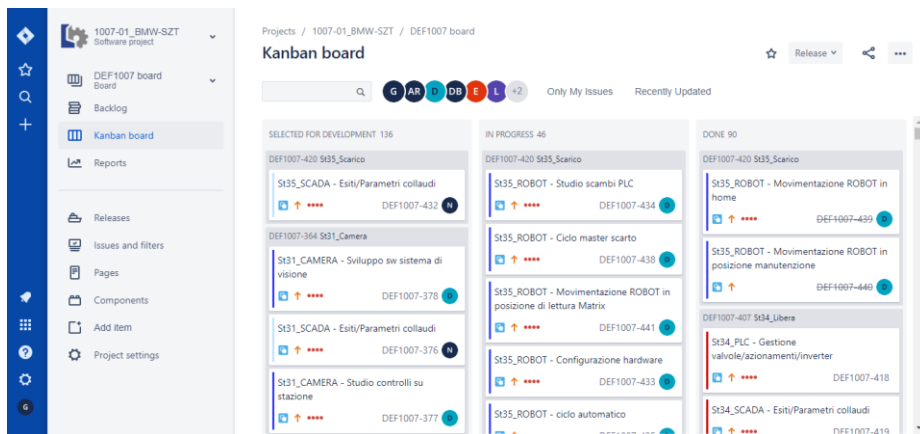 1007-01_BMW-SZT
Software project
DEF1007 board
Board
Backlog
Kanban board
Reports
Releases
Issues and filters
Pages
Components
Add item
Project settings
G
Projects / 1007-01_BMW-SZT / DEF1007 board
Kanban board
Release
G AR D DB E L +2 Only My Issues Recently Updated
SELECTED FOR DEVELOPMENT 136
DEF1007-420 St35_Scarico
St35_SCADA - Esiti/Parametri collaudi
DEF1007-432 N
DEF1007-364 St31_Camera
St31_CAMERA - Sviluppo sw sistema di
visione
DEF1007-378 D
St31_SCADA - Esiti/Parametri collaudi
DEF1007-376 N
St31_CAMERA - Studio controlli su
stazione
DEF1007-377 D
IN PROGRESS 46
DEF1007-420 St35_Scarico
St35_ROBOT - Studio scambi PLC
DEF1007-434 D
St35_ROBOT - Ciclo master scarto
DEF1007-438 D
St35_ROBOT - Movimentazione ROBOT in
posizione di lettura Matrix
DEF1007-441 D
St35_ROBOT - Configurazione hardware
DEF1007-433 D
St35_ROBOT - ciclo automatico
DONE 90
DEF1007-420 St35_Scarico
St35_ROBOT - Movimentazione ROBOT in
home
DEF1007-439 D
St35_ROBOT - Movimentazione ROBOT in
posizione manutenzione
DEF1007-440 D
DEF1007-407 St34_Libera
St34_PLC - Gestione
valvole/azionamenti/inverter
DEF1007-418
St34_SCADA - Esiti/Parametri collaudi
DEF1007-419